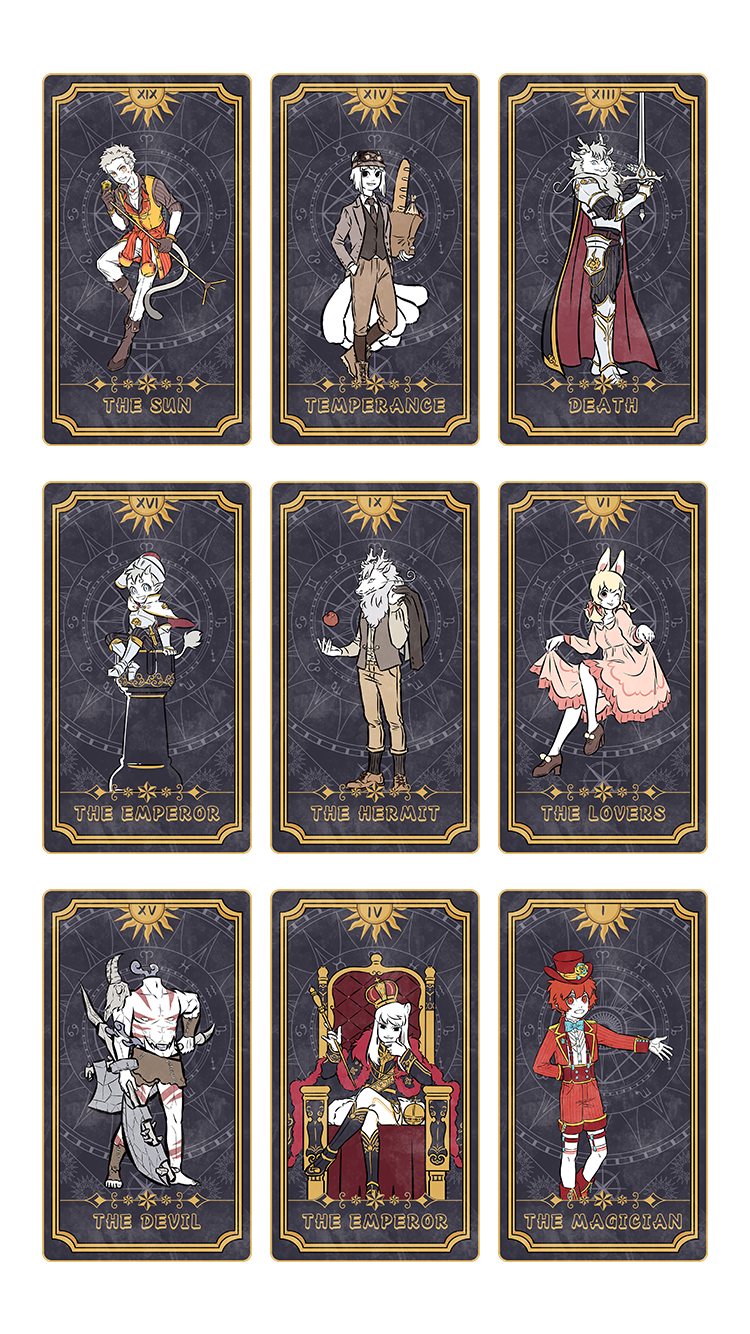 XIX
THE SUN
XIV
TEMPERANCE
XIII
DEATH
XVI
THE EMPEROR
IX
THE HERMIT
VI
THE LOVERS
XV
THE DEVIL
IV
THE EMPEROR
I
THE MAGICIAN